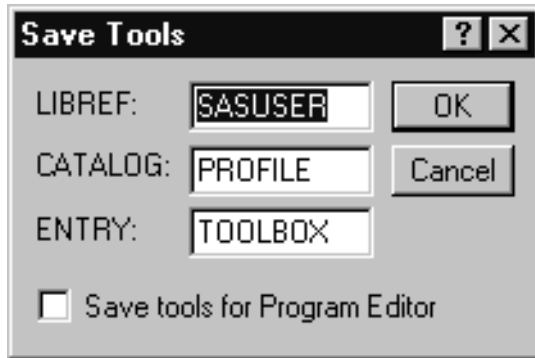 Save Tools ? X
LIBREF: SASUSER OK
CATALOG: PROFILE Cancel
ENTRY: TOOLBOX
Save tools for Program Editor